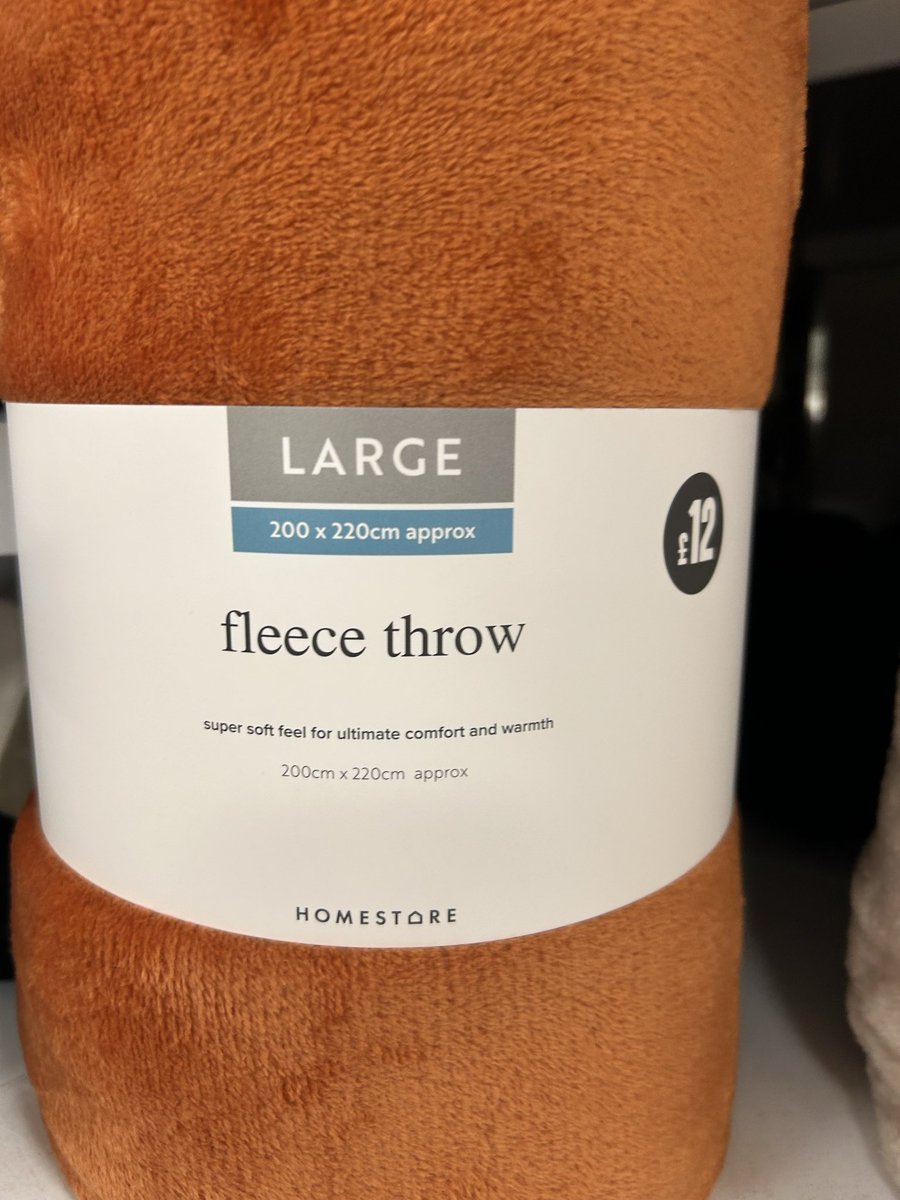 LARGE
200 x 220cm approx
£12
fleece throw
super soft feel for ultimate comfort and warmth
200cm x 220cm approx
HOMESTORE